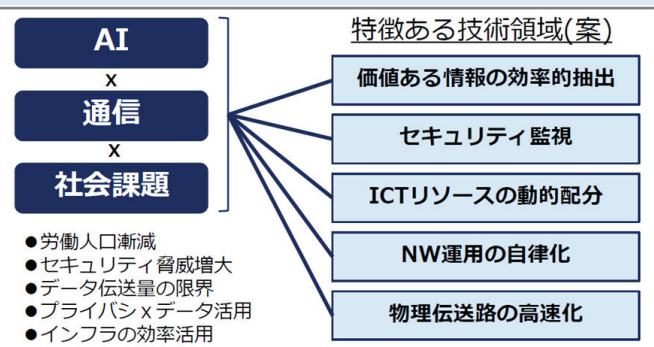 AI
x
通信
x
社会課題
●労働人口漸減
●セキュリティ脅威増大
●データ伝送量の限界
●プライバシxデータ活用
●インフラの効率活用
特徴ある技術領域(案)
価値ある情報の効率的抽出
セキュリティ監視
ICTリソースの動的配分
NW運用の自律化
物理伝送路の高速化